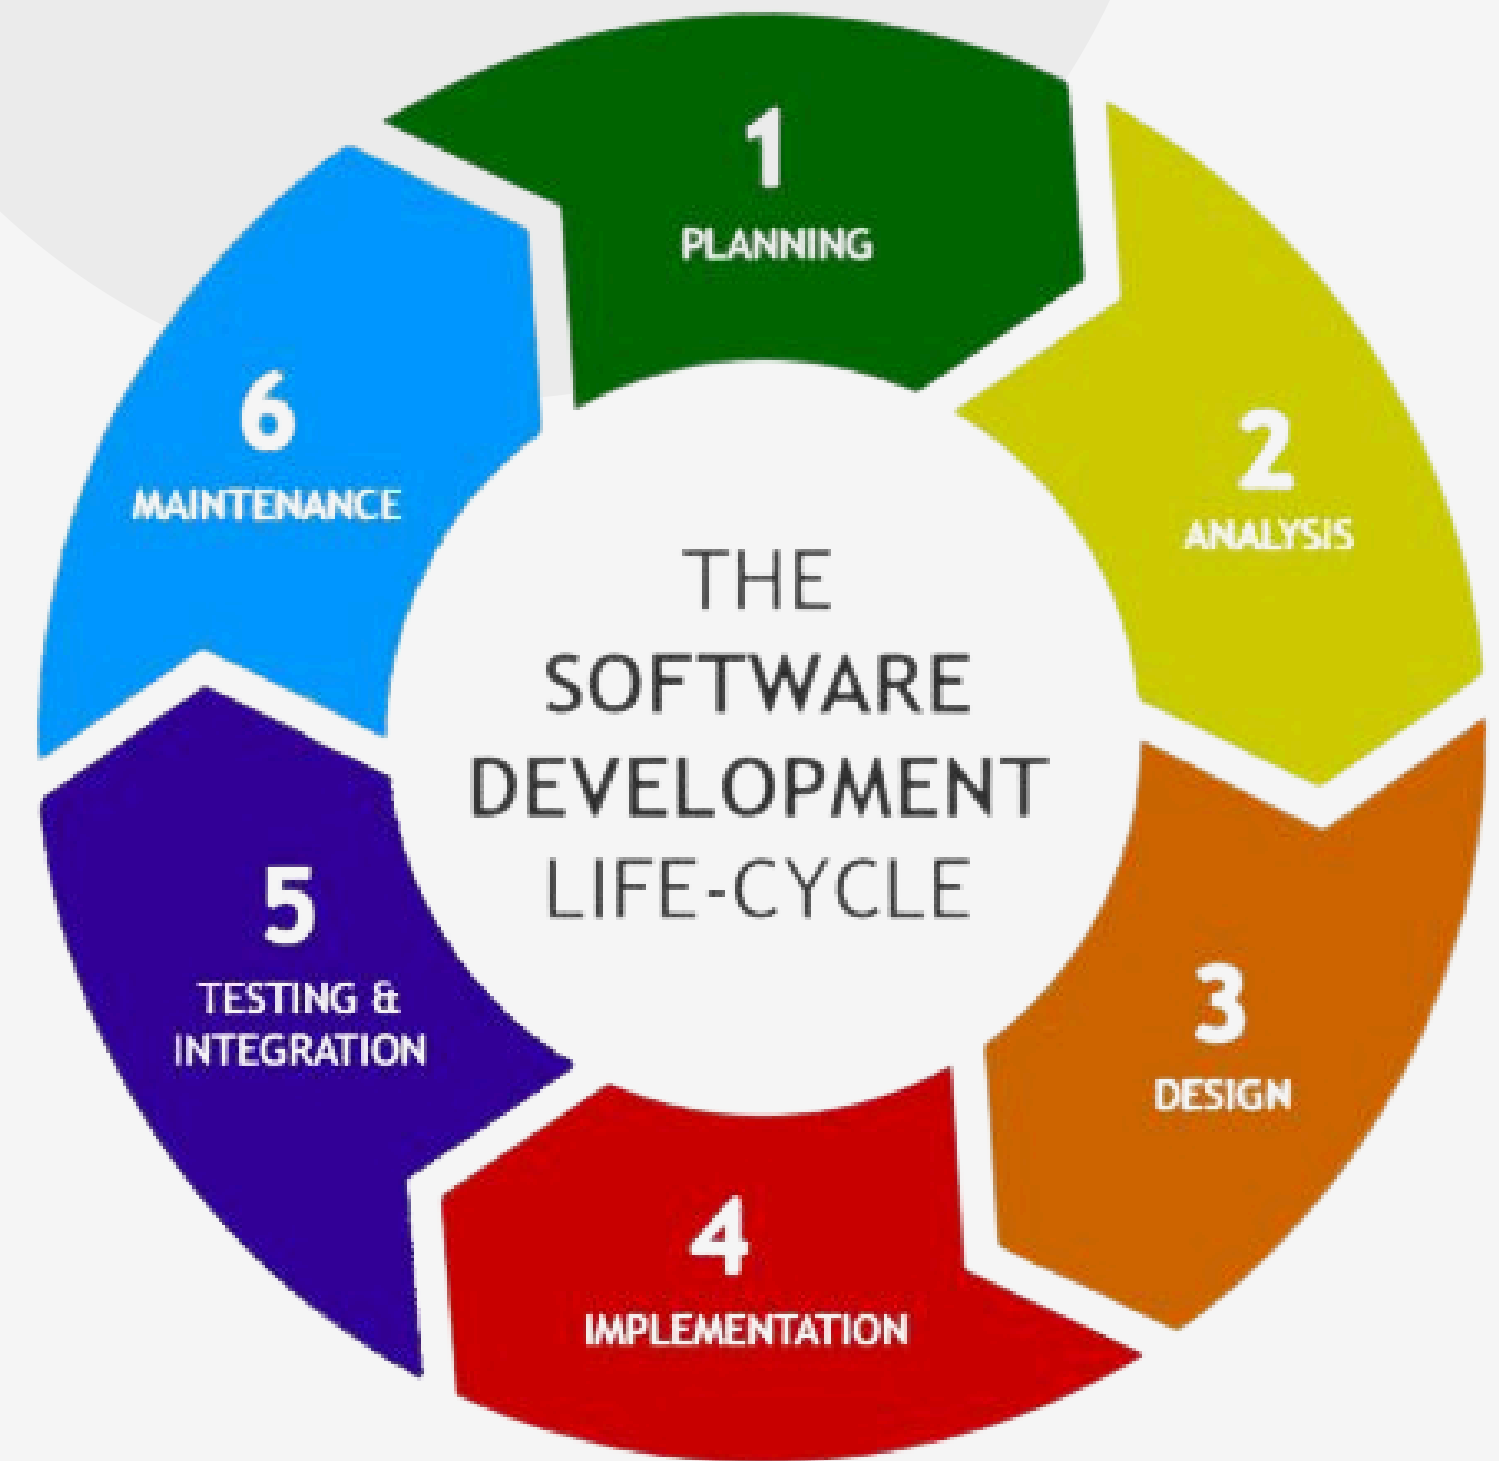 1
PLANNING
2
ANALYSIS
3
DESIGN
4
IMPLEMENTATION
5
TESTING &
INTEGRATION
6
MAINTENANCE
THE
SOFTWARE
DEVELOPMENT
LIFE-CYCLE